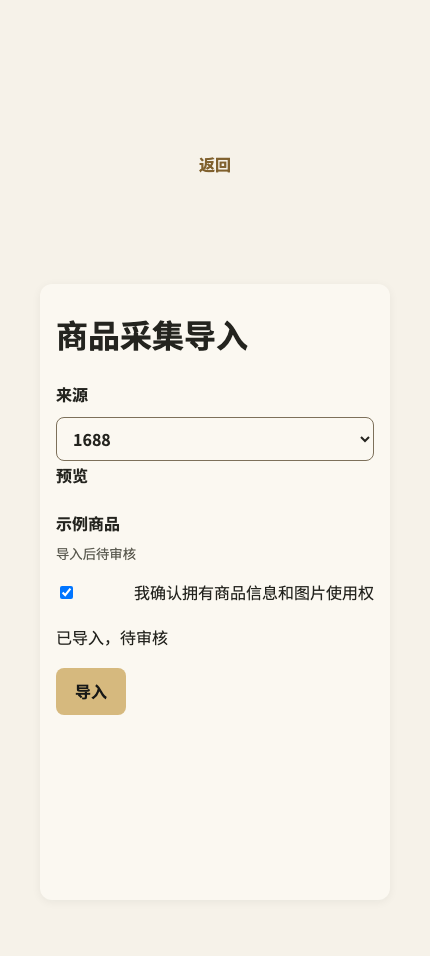 返回
商品采集导入
来源
1688
预览
示例商品
导入后待审核
我确认拥有商品信息和图片使用权
已导入，待审核
导入